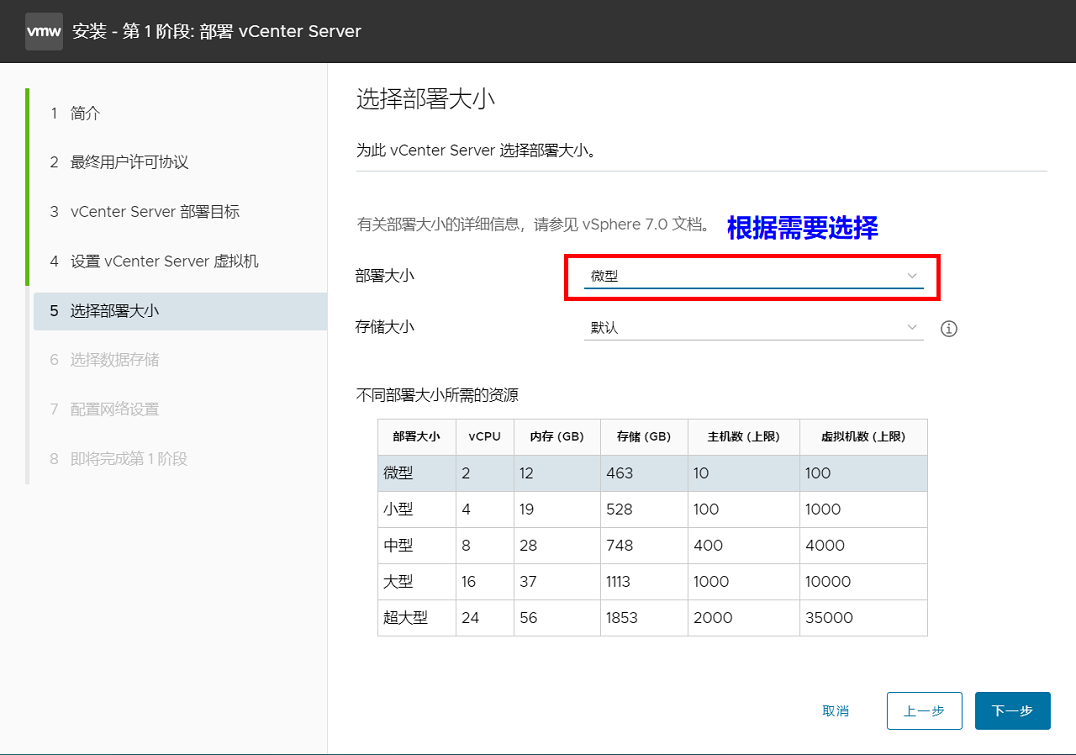 vmw 安装 - 第 1 阶段: 部署 vCenter Server
1 简介
2 最终用户许可协议
3 vCenter Server 部署目标
4 设置 vCenter Server 虚拟机
5 选择部署大小
6 选择数据存储
7 配置网络设置
8 即将完成第 1 阶段
选择部署大小
为此 vCenter Server 选择部署大小。
有关部署大小的详细信息，请参见 vSphere 7.0 文档。 根据需要选择
部署大小 微型
存储大小 默认
不同部署大小所需的资源
部署大小 vCPU 内存 (GB) 存储 (GB) 主机数 (上限) 虚拟机数 (上限)
微型 2 12 463 10 100
小型 4 19 528 100 1000
中型 8 28 748 400 4000
大型 16 37 1113 1000 10000
超大型 24 56 1853 2000 35000
取消 上一步 下一步